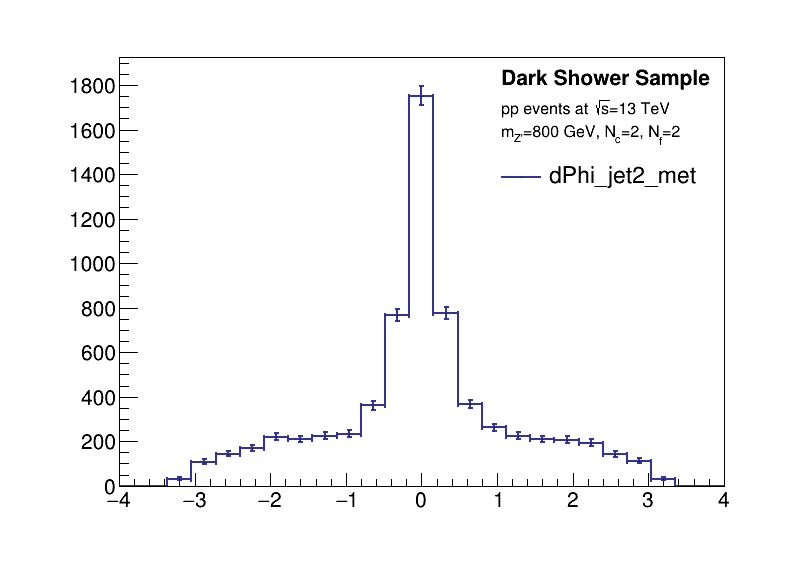 Dark Shower Sample
pp events at √s=13 TeV
m_Z'=800 GeV, N_c=2, N_f=2
dPhi_jet2_met
1800
1600
1400
1200
1000
800
600
400
200
0
−4 −3 −2 −1 0 1 2 3 4